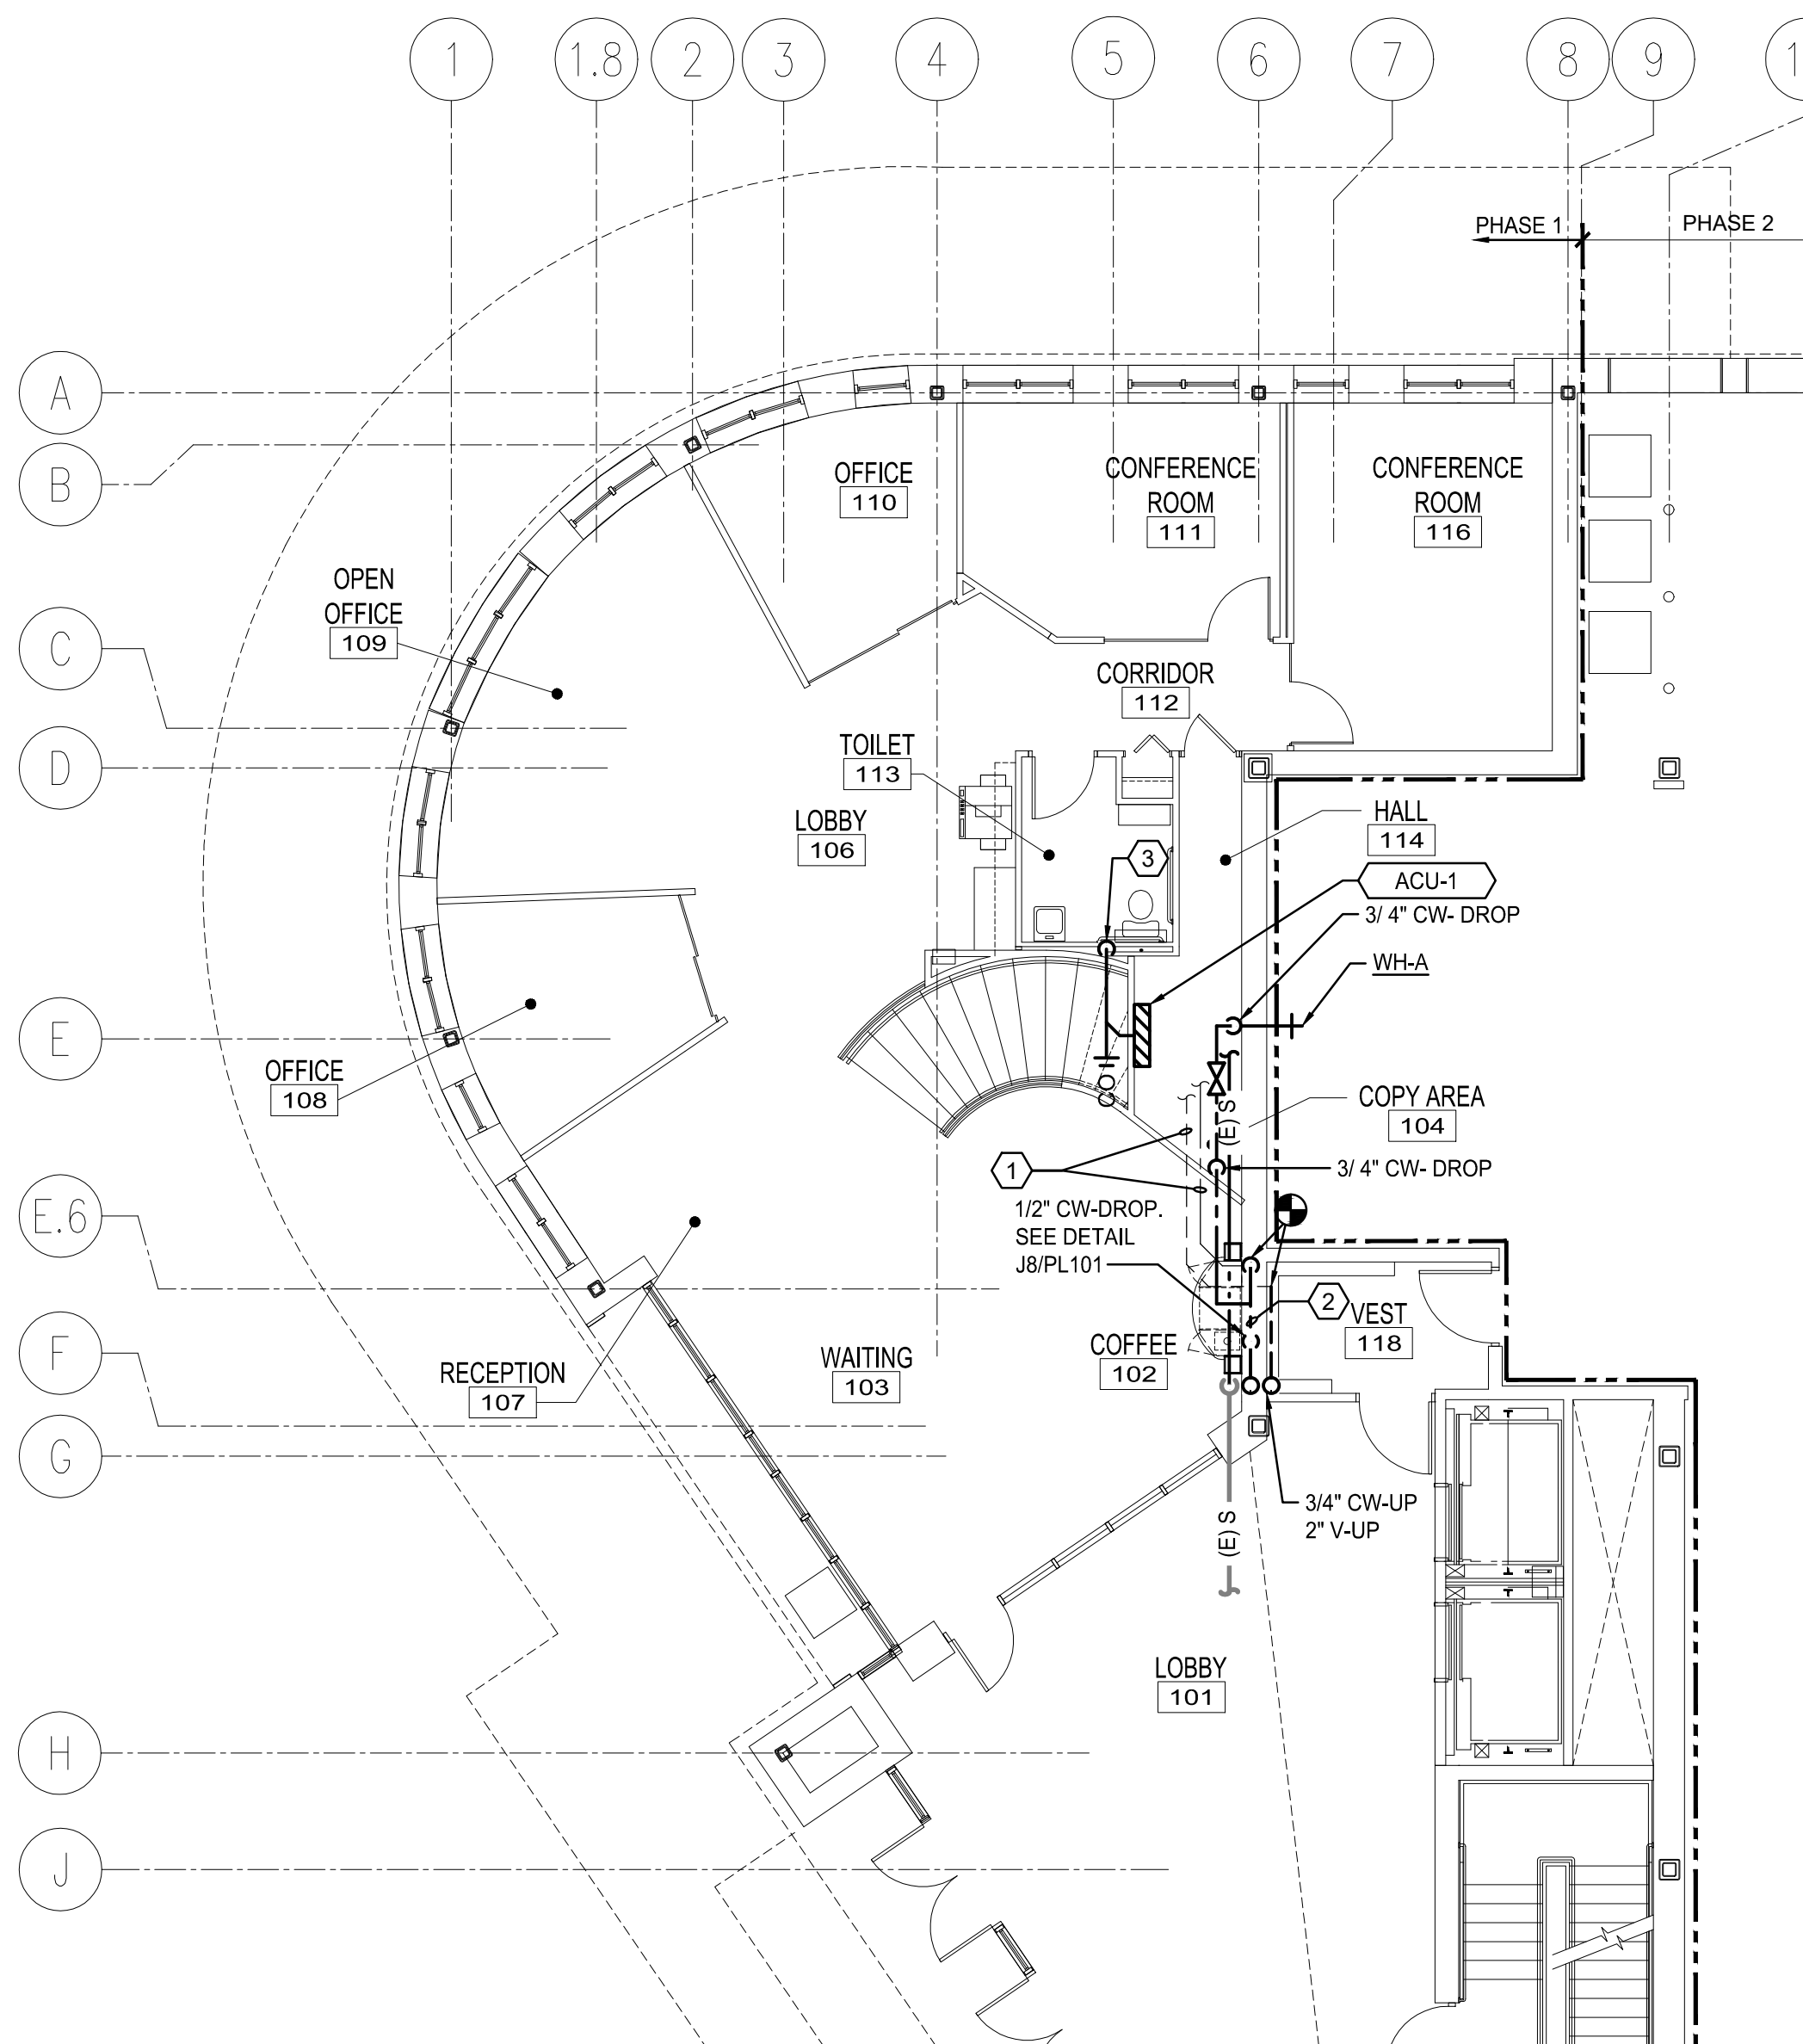 1
1.8
2
3
4
5
6
7
8
9
1
PHASE 1
PHASE 2
A
B
C
D
E
E.6
F
G
H
J
OFFICE
110
CONFERENCE
ROOM
111
CONFERENCE
ROOM
116
OPEN
OFFICE
109
CORRIDOR
112
TOILET
113
LOBBY
106
HALL
114
3
ACU-1
3/ 4" CW- DROP
WH-A
OFFICE
108
COPY AREA
104
(E) S
1
3/ 4" CW- DROP
1/2" CW-DROP.
SEE DETAIL
J8/PL101
2
VEST
118
COFFEE
102
WAITING
103
RECEPTION
107
3/4" CW-UP
2" V-UP
(E) S
LOBBY
101